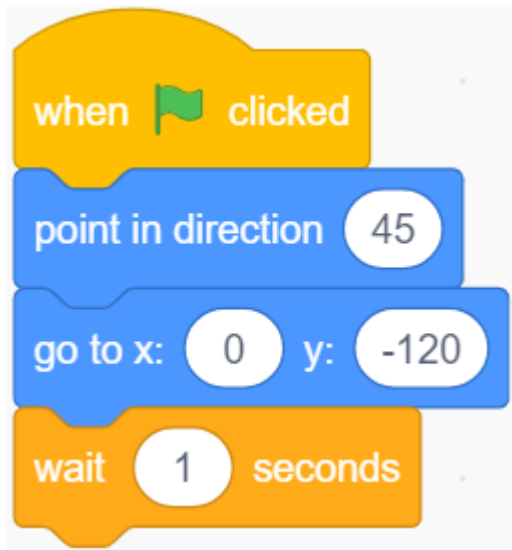 when clicked
point in direction 45
go to x: 0 y: -120
wait 1 seconds